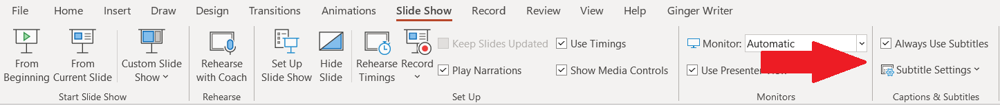 File Home Insert Draw Design Transitions Animations Slide Show Record Review View Help Ginger Writer
From Beginning
From Current Slide
Custom Slide Show
Start Slide Show
Rehearse with Coach
Rehearse
Set Up Slide Show
Hide Slide
Rehearse Timings
Record
Keep Slides Updated
Play Narrations
Use Timings
Show Media Controls
Set Up
Monitor: Automatic
Use Presenter
Monitors
Always Use Subtitles
Subtitle Settings
Captions & Subtitles